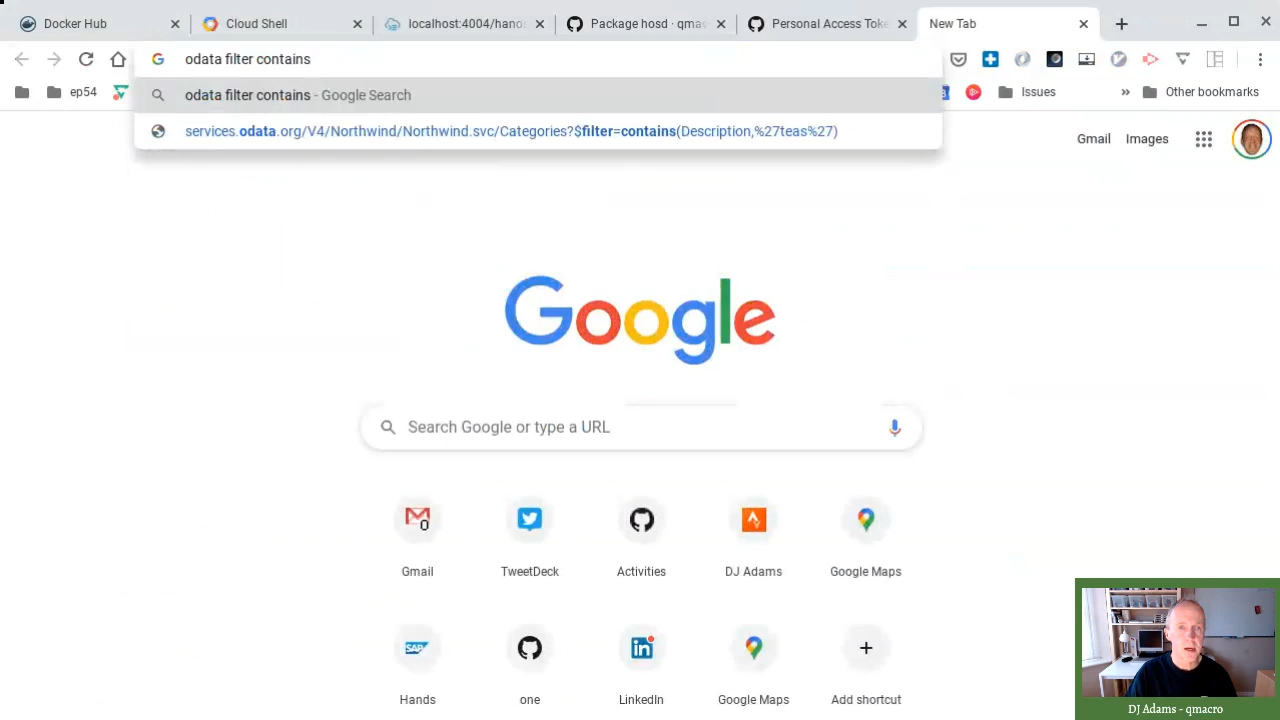 Docker Hub
Cloud Shell
localhost:4004/hand
Package hosd · qmac
Personal Access Toke
New Tab
odata filter contains
odata filter contains - Google Search
services.odata.org/V4/Northwind/Northwind.svc/Categories?$filter=contains(Description,%27teas%27)
ep54
Issues
»
Other bookmarks
Gmail
Images
Google
Search Google or type a URL
Gmail
TweetDeck
Activities
DJ Adams
Google Maps
SAP
Hands
one
LinkedIn
Google Maps
Add shortcut
DJ Adams - qmacro